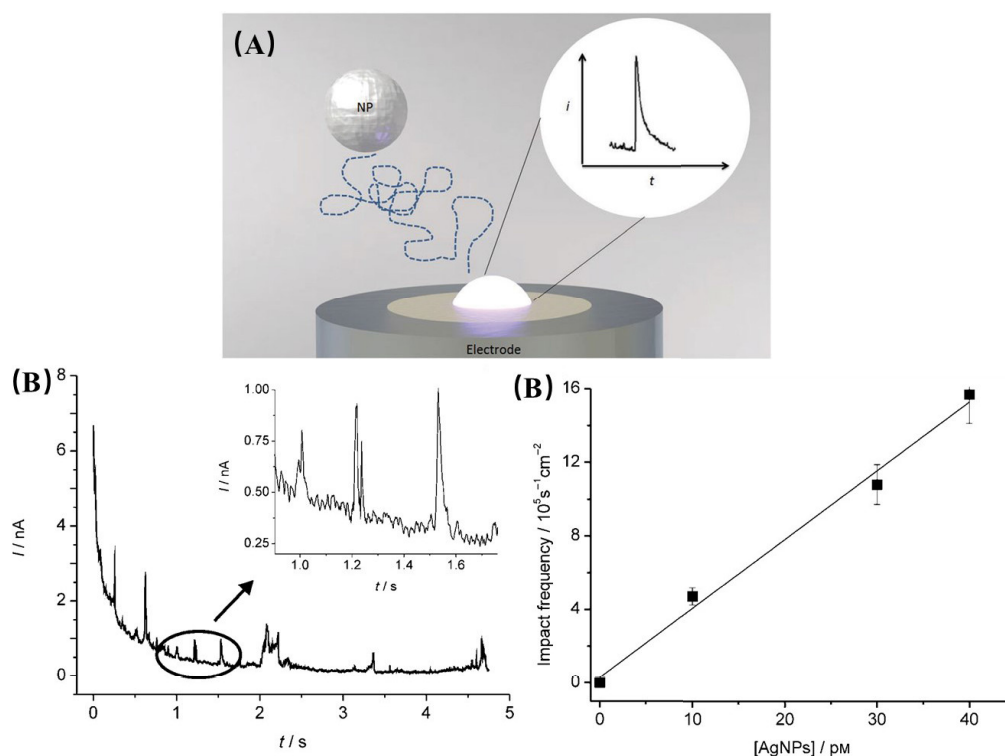 (A)
NP
i
t
Electrode
(B)
I / nA
8
6
4
2
0
0 1 2 3 4 5
t / s
I / nA
1.00
0.75
0.50
0.25
1.0 1.2 1.4 1.6
t / s
(B)
Impact frequency / 10⁵s⁻¹cm⁻²
16
12
8
4
0
0 10 20 30 40
[AgNPs] / pM